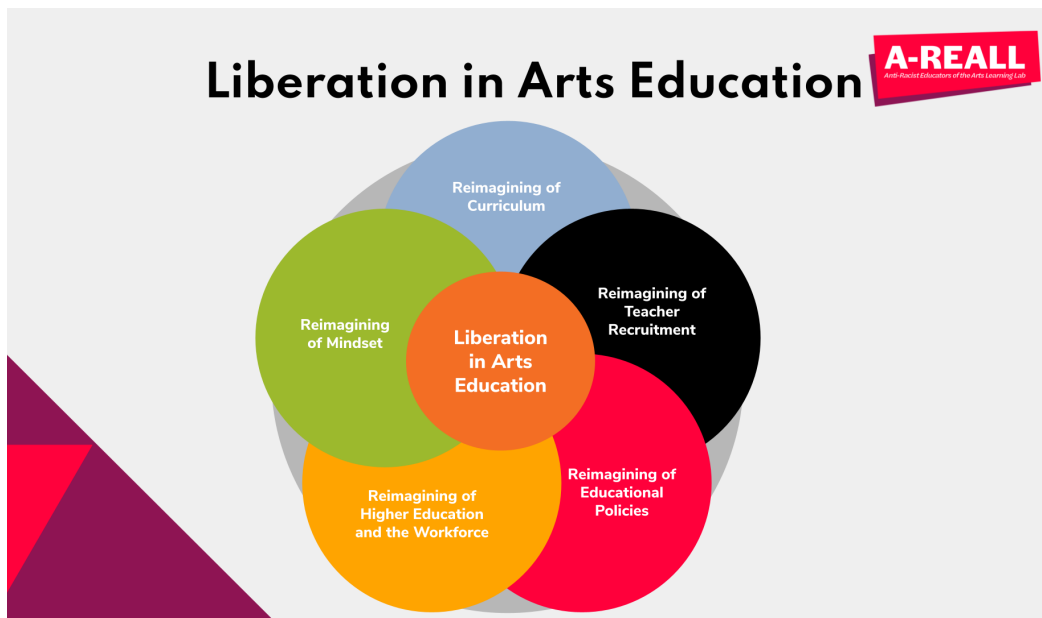 Liberation in Arts Education
A-REALL
Anti-Racist Educators of the Arts Learning Lab
Reimagining of
Curriculum
Reimagining of
Teacher
Recruitment
Reimagining
of Mindset
Liberation
in Arts
Education
Reimagining of
Educational
Policies
Reimagining of
Higher Education
and the Workforce